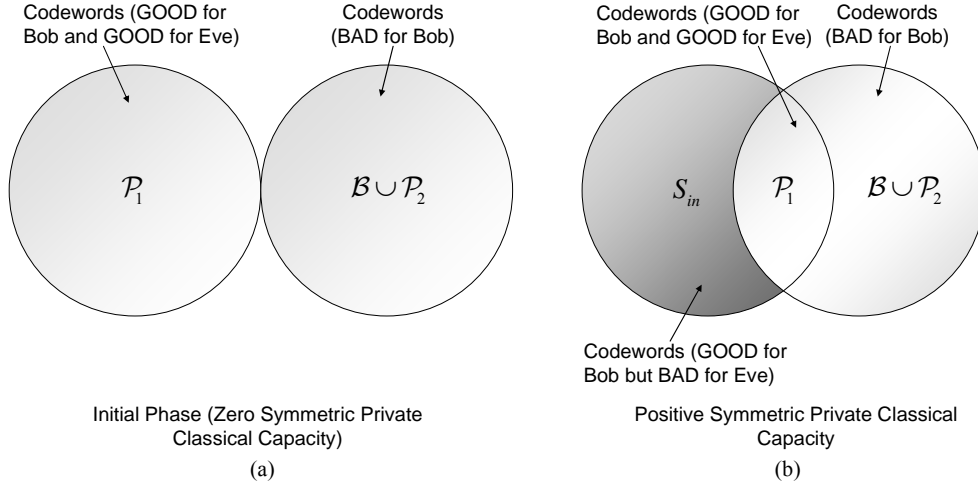 Codewords (GOOD for
Bob and GOOD for Eve)
Codewords
(BAD for Bob)
𝒫₁
ℬ ∪ 𝒫₂
Initial Phase (Zero Symmetric Private
Classical Capacity)
(a)
Codewords (GOOD for
Bob and GOOD for Eve)
Codewords
(BAD for Bob)
S_in
𝒫₁
ℬ ∪ 𝒫₂
Codewords (GOOD for
Bob but BAD for Eve)
Positive Symmetric Private Classical
Capacity
(b)